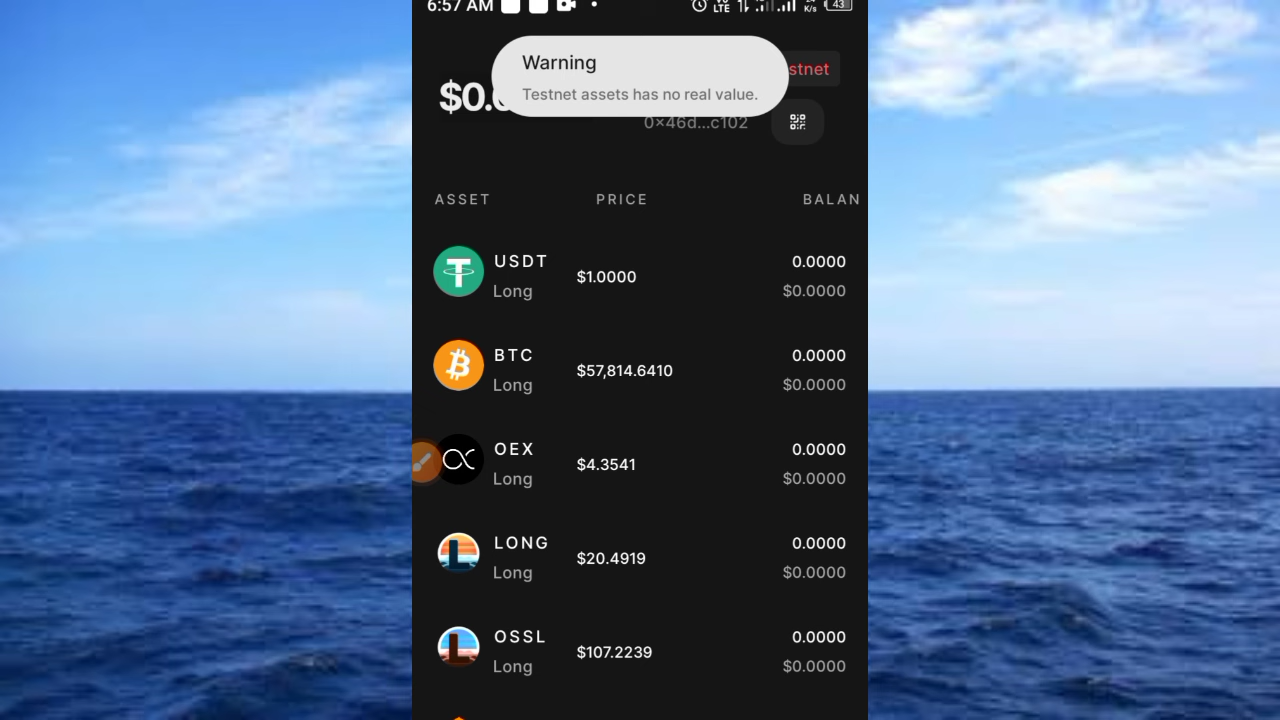 6:57 AM
LTE
K/s
43
Warning
Testnet assets has no real value.
stnet
$0.
0x46d...c102
ASSET PRICE BALAN
USDT
Long
$1.0000
0.0000
$0.0000
BTC
Long
$57,814.6410
0.0000
$0.0000
OEX
Long
$4.3541
0.0000
$0.0000
LONG
Long
$20.4919
0.0000
$0.0000
OSSL
Long
$107.2239
0.0000
$0.0000